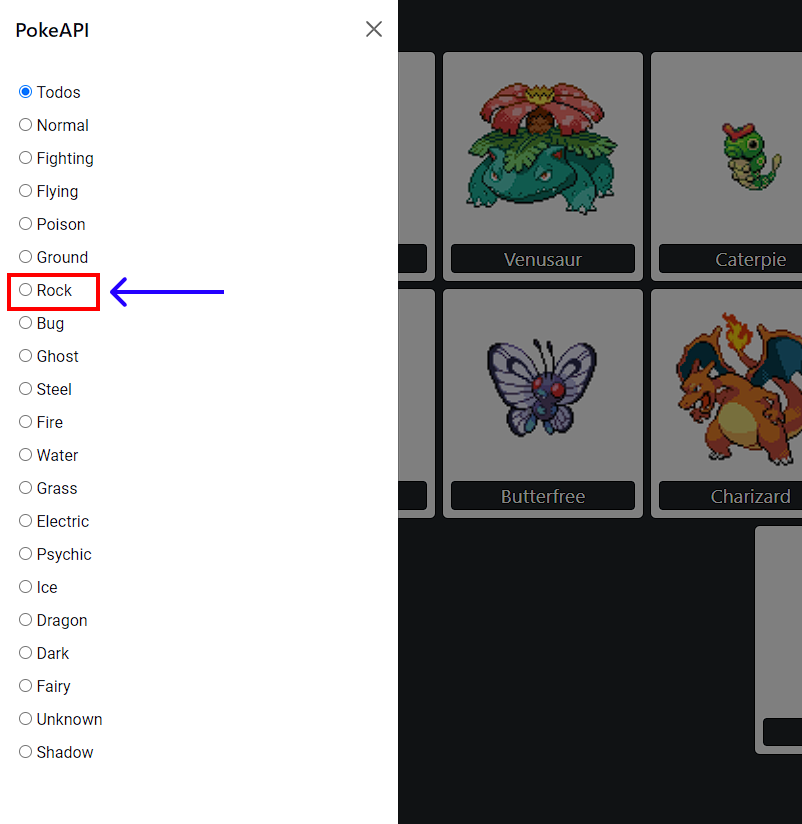 PokeAPI
Todos
Normal
Fighting
Flying
Poison
Ground
Rock
Bug
Ghost
Steel
Fire
Water
Grass
Electric
Psychic
Ice
Dragon
Dark
Fairy
Unknown
Shadow
Venusaur
Caterpie
Butterfree
Charizard